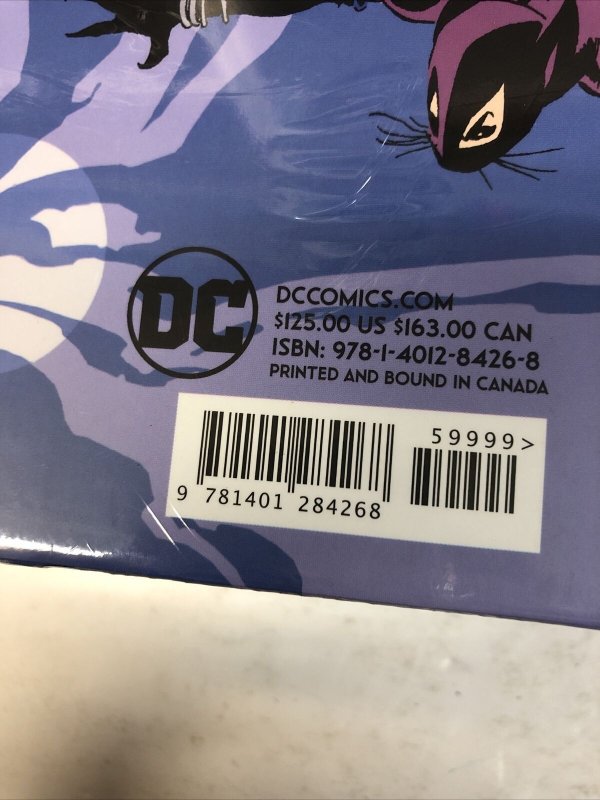 DC
DCCOMICS.COM
$125.00 US $163.00 CAN
ISBN: 978-1-4012-8426-8
PRINTED AND BOUND IN CANADA
59999>
9 781401 284268